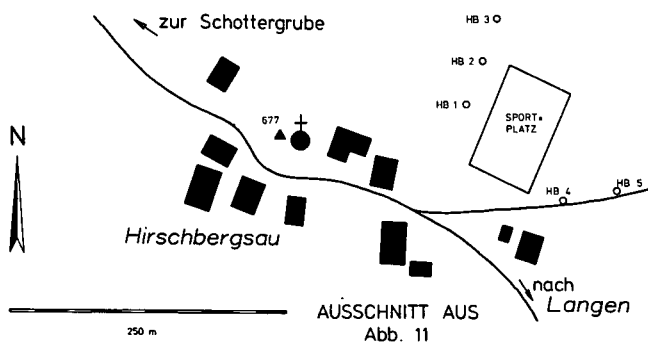 zur Schottergrube
HB 3
HB 2
HB 1
677
SPORT-
PLATZ
N
HB 4
HB 5
Hirschbergsau
nach
Langen
250 m
AUSSCHNITT AUS
Abb. 11